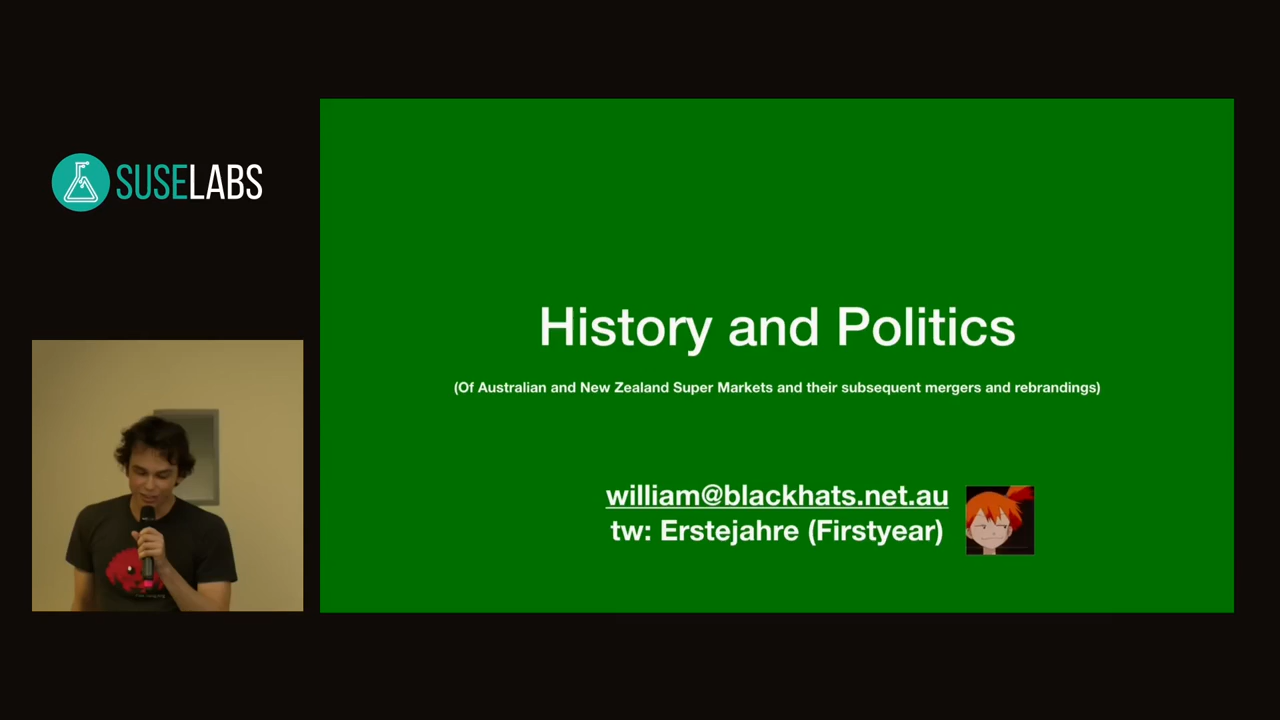 SUSELABS
History and Politics
(Of Australian and New Zealand Super Markets and their subsequent mergers and rebrandings)
william@blackhats.net.au
tw: Erstejahre (Firstyear)